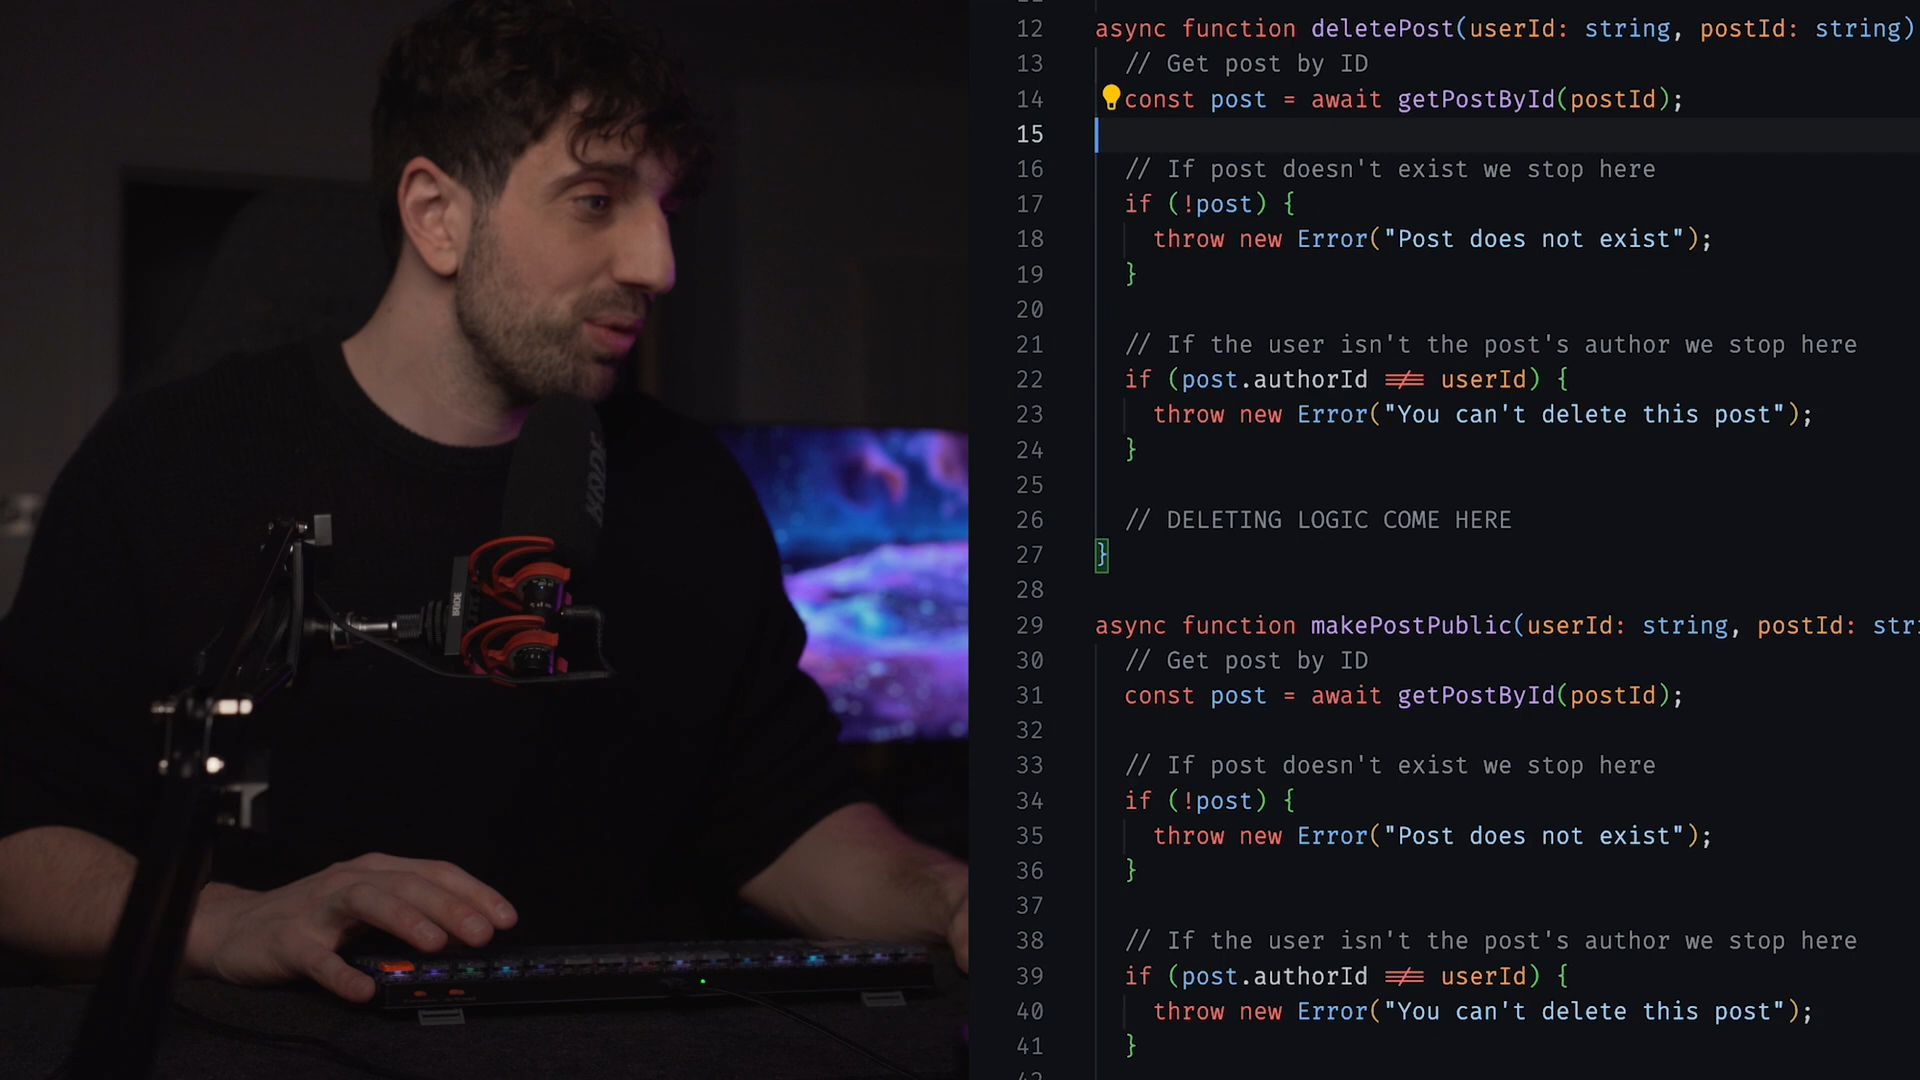 RODE
RODE
12 async function deletePost(userId: string, postId: string)
13 // Get post by ID
14 const post = await getPostById(postId);
15
16 // If post doesn't exist we stop here
17 if (!post) {
18 throw new Error("Post does not exist");
19 }
20
21 // If the user isn't the post's author we stop here
22 if (post.authorId !== userId) {
23 throw new Error("You can't delete this post");
24 }
25
26 // DELETING LOGIC COME HERE
27 }
28
29 async function makePostPublic(userId: string, postId: stri
30 // Get post by ID
31 const post = await getPostById(postId);
32
33 // If post doesn't exist we stop here
34 if (!post) {
35 throw new Error("Post does not exist");
36 }
37
38 // If the user isn't the post's author we stop here
39 if (post.authorId !== userId) {
40 throw new Error("You can't delete this post");
41 }